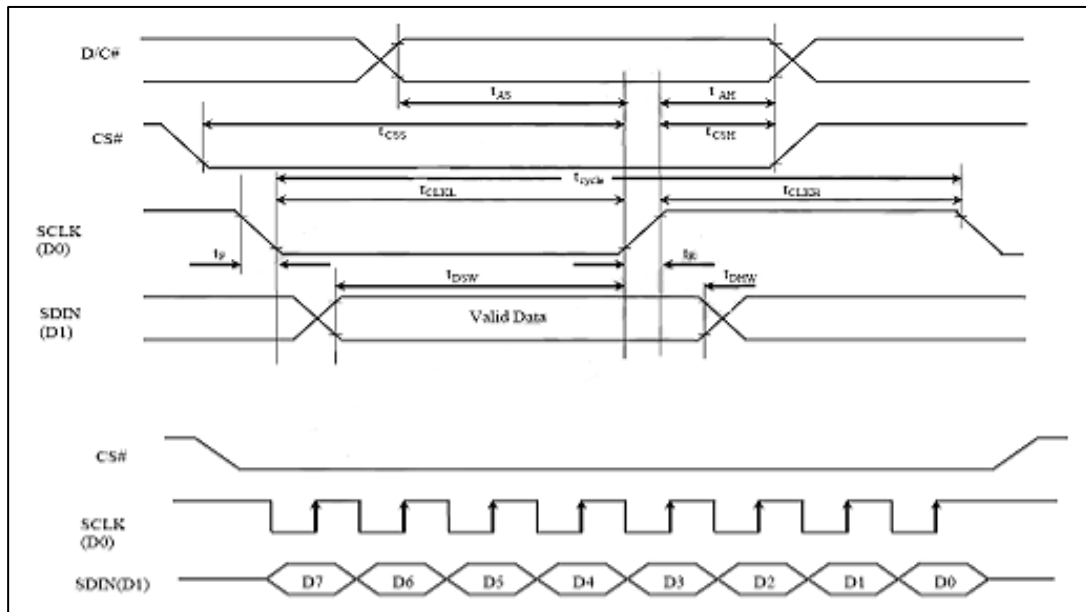 D/C#
tAS
tAH
CS#
tCSS
tCSH
tcycle
tCLKL
tCLKH
SCLK
(D0)
tF
tR
tDSW
tDHW
SDIN
(D1)
Valid Data
CS#
SCLK
(D0)
SDIN(D1)
D7
D6
D5
D4
D3
D2
D1
D0